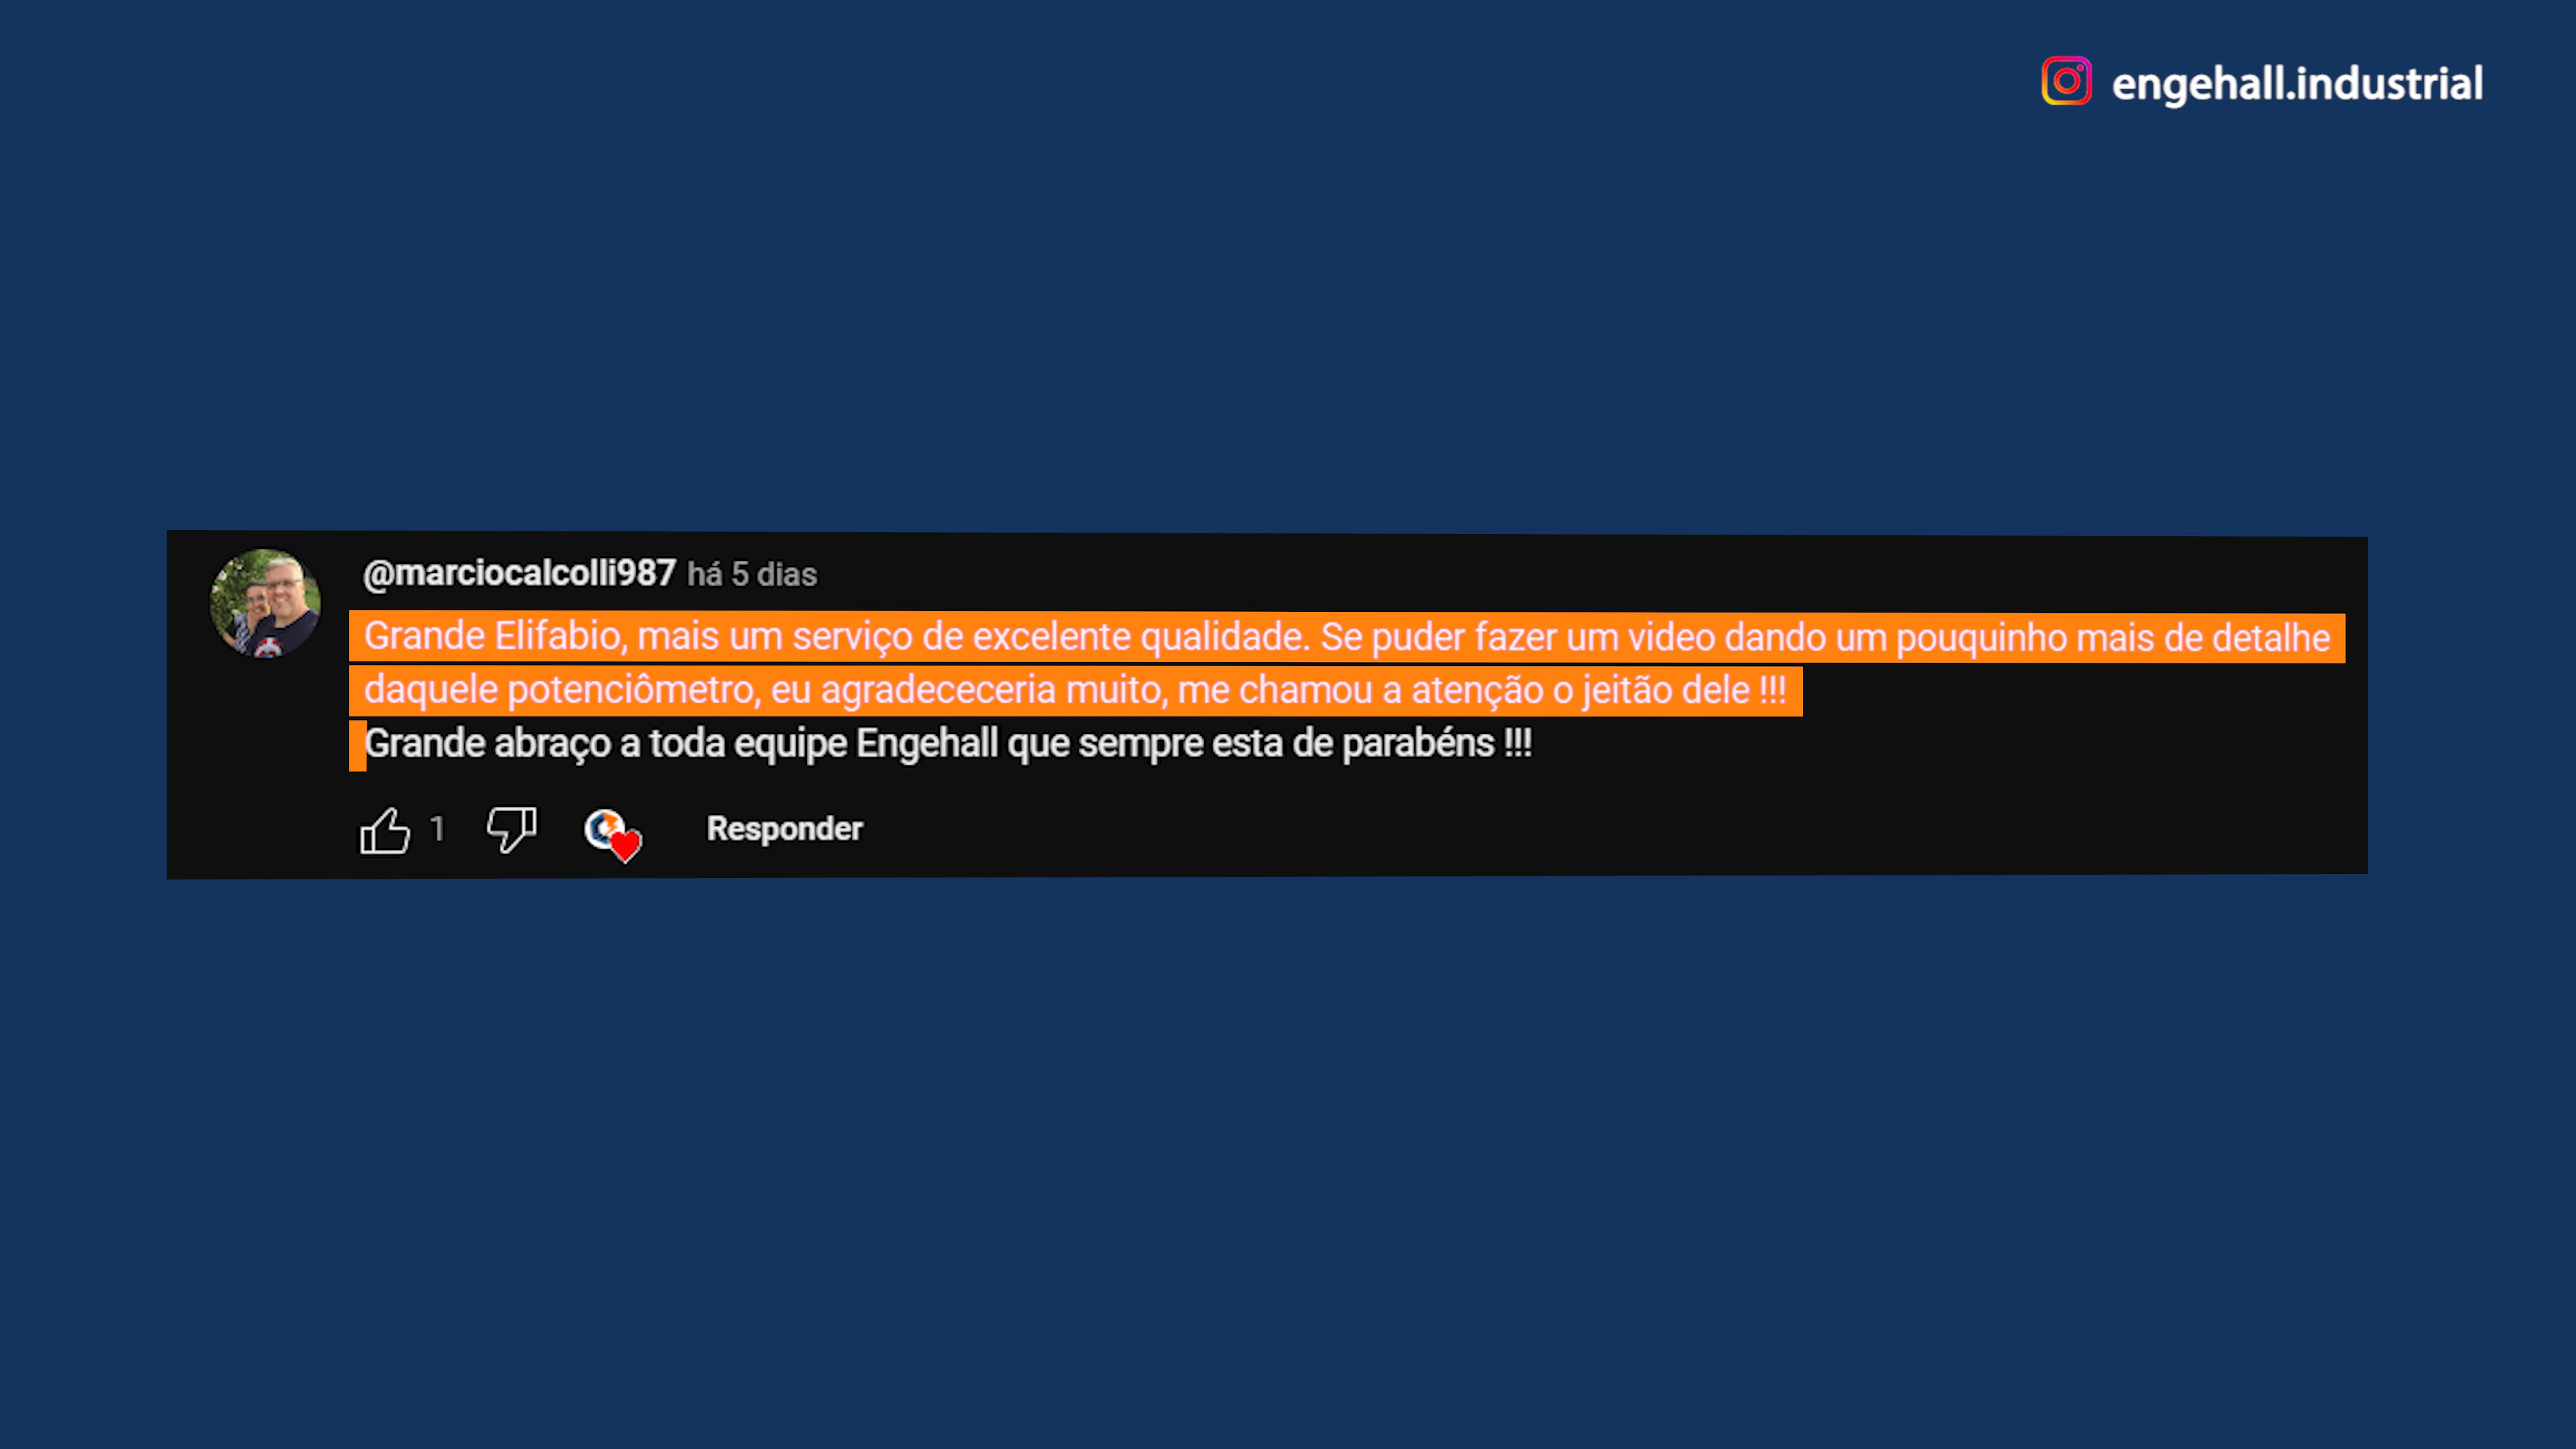 engehall.industrial
@marciocalcolli987 há 5 dias
Grande Elifabio, mais um serviço de excelente qualidade. Se puder fazer um video dando um pouquinho mais de detalhe
daquele potenciômetro, eu agradececeria muito, me chamou a atenção o jeitão dele !!!
Grande abraço a toda equipe Engehall que sempre esta de parabéns !!!
1 Responder